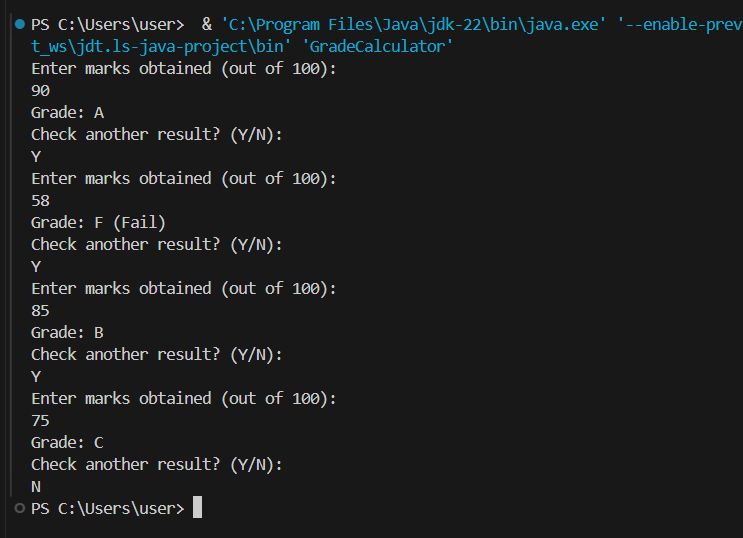 PS C:\Users\user>  & 'C:\Program Files\Java\jdk-22\bin\java.exe' '--enable-prev
t_ws\jdt.ls-java-project\bin' 'GradeCalculator'
Enter marks obtained (out of 100):
90
Grade: A
Check another result? (Y/N):
Y
Enter marks obtained (out of 100):
58
Grade: F (Fail)
Check another result? (Y/N):
Y
Enter marks obtained (out of 100):
85
Grade: B
Check another result? (Y/N):
Y
Enter marks obtained (out of 100):
75
Grade: C
Check another result? (Y/N):
N
PS C:\Users\user>